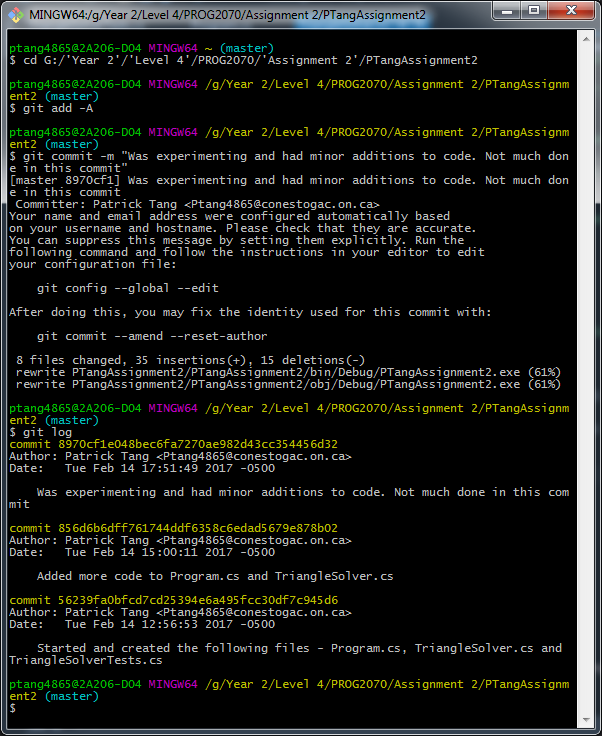 MINGW64:/g/Year 2/Level 4/PROG2070/Assignment 2/PTangAssignment2
ptang4865@2A206-D04 MINGW64 ~ (master)
$ cd G:/'Year 2'/'Level 4'/PROG2070/'Assignment 2'/PTangAssignment2
ptang4865@2A206-D04 MINGW64 /g/Year 2/Level 4/PROG2070/Assignment 2/PTangAssignm
ent2 (master)
$ git add -A
ptang4865@2A206-D04 MINGW64 /g/Year 2/Level 4/PROG2070/Assignment 2/PTangAssignm
ent2 (master)
$ git commit -m "Was experimenting and had minor additions to code. Not much don
e in this commit"
[master 8970cf1] Was experimenting and had minor additions to code. Not much don
e in this commit
 Committer: Patrick Tang <Ptang4865@conestogac.on.ca>
Your name and email address were configured automatically based
on your username and hostname. Please check that they are accurate.
You can suppress this message by setting them explicitly. Run the
following command and follow the instructions in your editor to edit
your configuration file:
    git config --global --edit
After doing this, you may fix the identity used for this commit with:
    git commit --amend --reset-author
 8 files changed, 35 insertions(+), 15 deletions(-)
 rewrite PTangAssignment2/PTangAssignment2/bin/Debug/PTangAssignment2.exe (61%)
 rewrite PTangAssignment2/PTangAssignment2/obj/Debug/PTangAssignment2.exe (61%)
ptang4865@2A206-D04 MINGW64 /g/Year 2/Level 4/PROG2070/Assignment 2/PTangAssignm
ent2 (master)
$ git log
commit 8970cf1e048bec6fa7270ae982d43cc354456d32
Author: Patrick Tang <Ptang4865@conestogac.on.ca>
Date:   Tue Feb 14 17:51:49 2017 -0500
    Was experimenting and had minor additions to code. Not much done in this com
mit
commit 856d6b6dff761744ddf6358c6edad5679e878b02
Author: Patrick Tang <Ptang4865@conestogac.on.ca>
Date:   Tue Feb 14 15:00:11 2017 -0500
    Added more code to Program.cs and TriangleSolver.cs
commit 56239fa0bfcd7cd25394e6a495fcc30df7c945d6
Author: Patrick Tang <Ptang4865@conestogac.on.ca>
Date:   Tue Feb 14 12:56:53 2017 -0500
    Started and created the following files - Program.cs, TriangleSolver.cs and
TriangleSolverTests.cs
ptang4865@2A206-D04 MINGW64 /g/Year 2/Level 4/PROG2070/Assignment 2/PTangAssignm
ent2 (master)
$